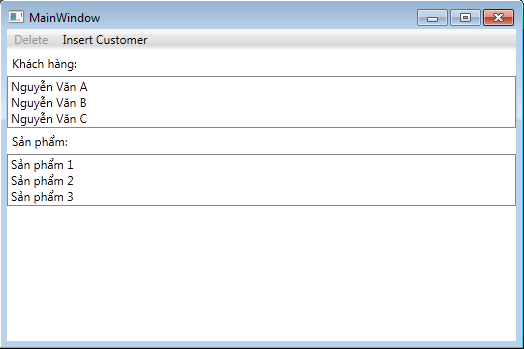 MainWindow
Delete Insert Customer
Khách hàng:
Nguyễn Văn A
Nguyễn Văn B
Nguyễn Văn C
Sản phẩm:
Sản phẩm 1
Sản phẩm 2
Sản phẩm 3